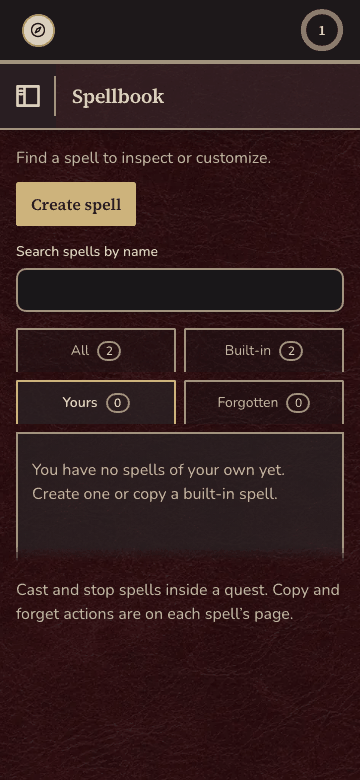 1
Spellbook
Find a spell to inspect or customize.
Create spell
Search spells by name
All 2
Built-in 2
Yours 0
Forgotten 0
You have no spells of your own yet.
Create one or copy a built-in spell.
Cast and stop spells inside a quest. Copy and
forget actions are on each spell’s page.